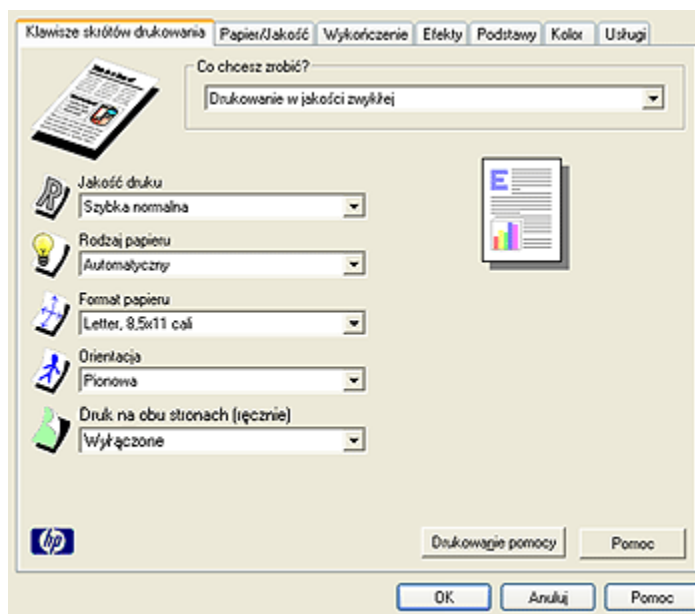 Klawisze skrótów drukowania Papier/Jakość Wykończenie Efekty Podstawy Kolor Usługi
Co chcesz zrobić?
Drukowanie w jakości zwykłej
Jakość druku
Szybka normalna
Rodzaj papieru
Automatyczny
Format papieru
Letter, 8,5x11 cali
Orientacja
Pionowa
Druk na obu stronach (ręcznie)
Wyłączone
hp
Drukowanie pomocy Pomoc
OK Anuluj Pomoc